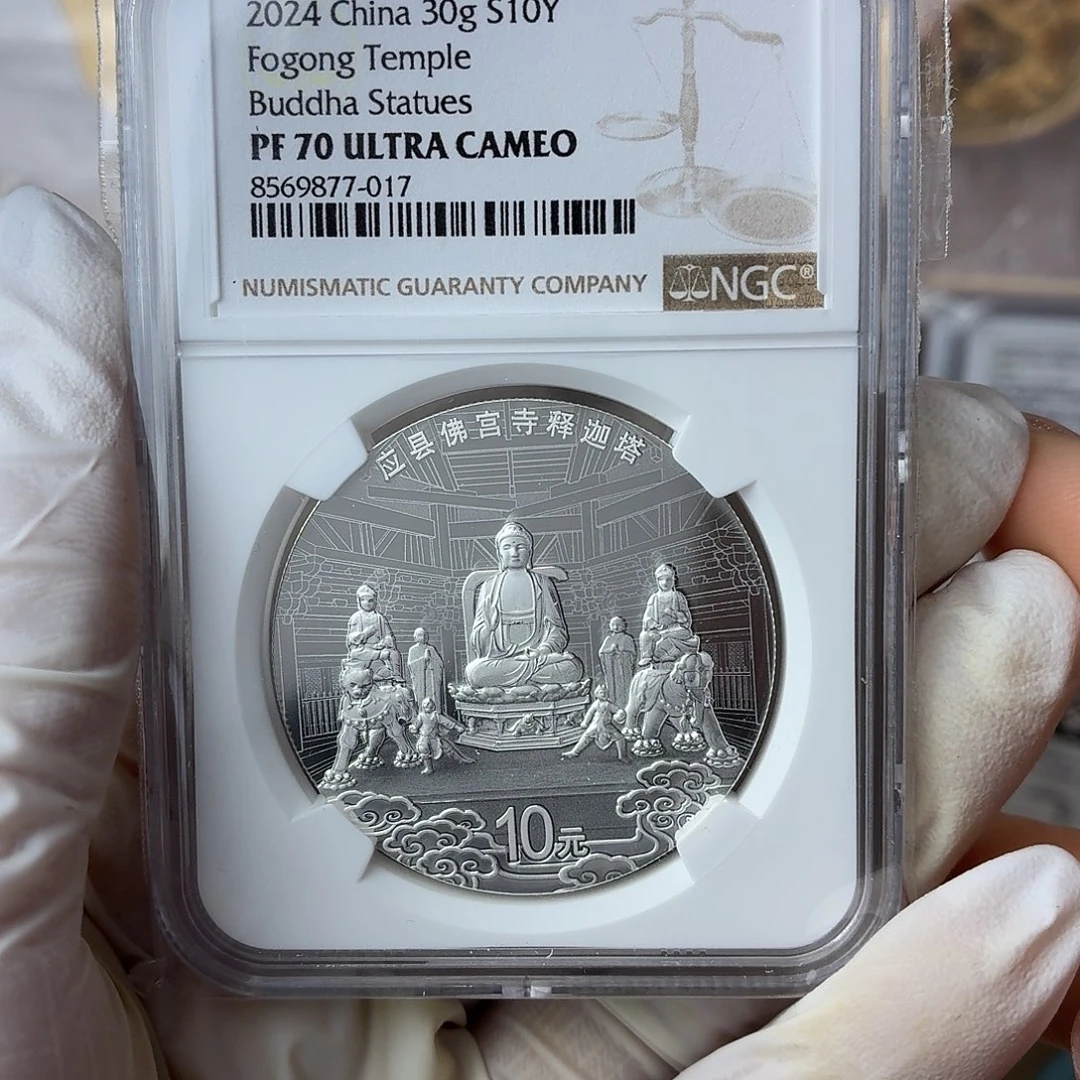 2024 China 30g S10Y
Fogong Temple
Buddha Statues
PF 70 ULTRA CAMEO
8569877-017
NUMISMATIC GUARANTY COMPANY
NGC®
应县佛宫寺释迦塔
10元